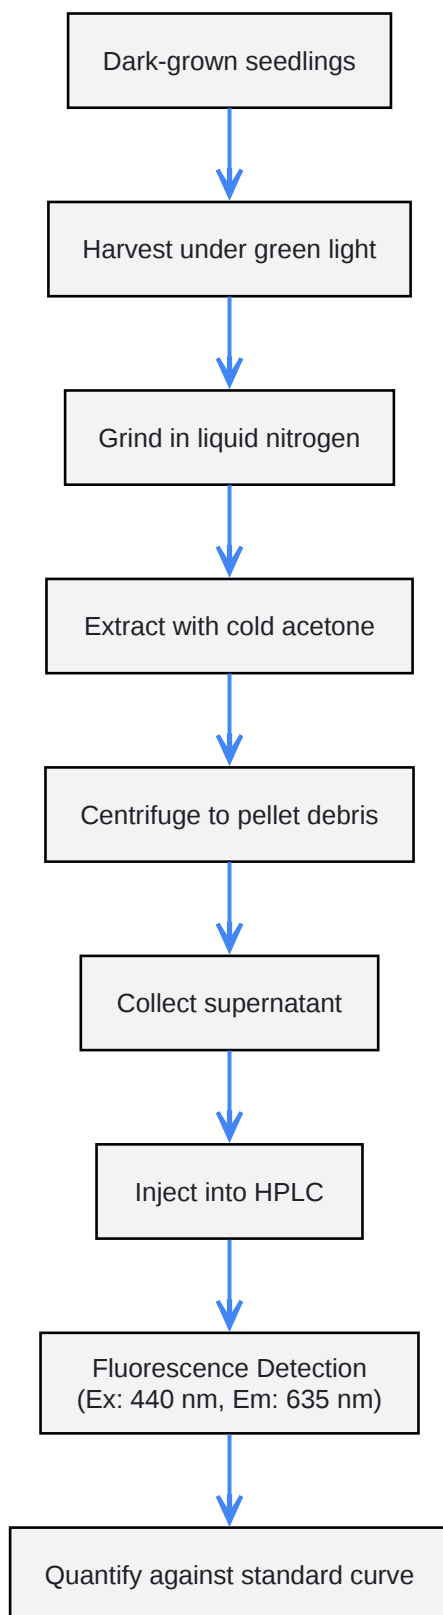 Dark-grown seedlings
Harvest under green light
Grind in liquid nitrogen
Extract with cold acetone
Centrifuge to pellet debris
Collect supernatant
Inject into HPLC
Fluorescence Detection
(Ex: 440 nm, Em: 635 nm)
Quantify against standard curve